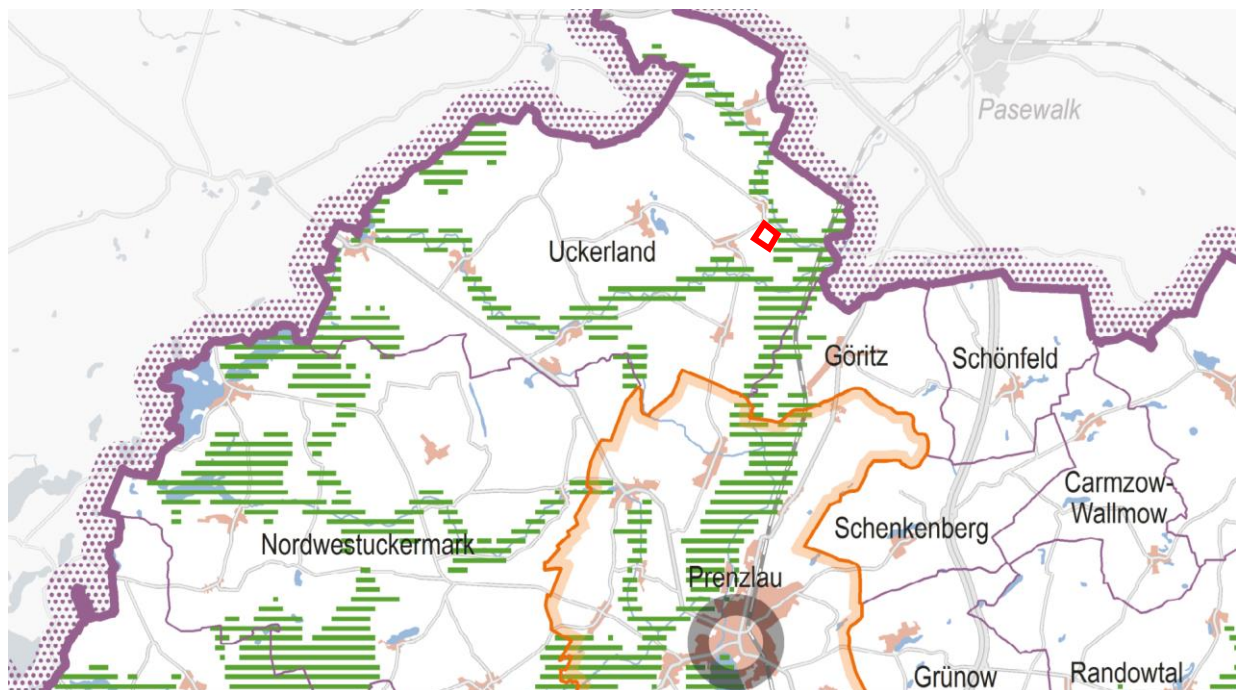 Pasewalk
Uckerland
Göritz
Schönfeld
Carmzow-
Wallmow
Nordwestuckermark
Schenkenberg
Prenzlau
Grünow
Randowtal